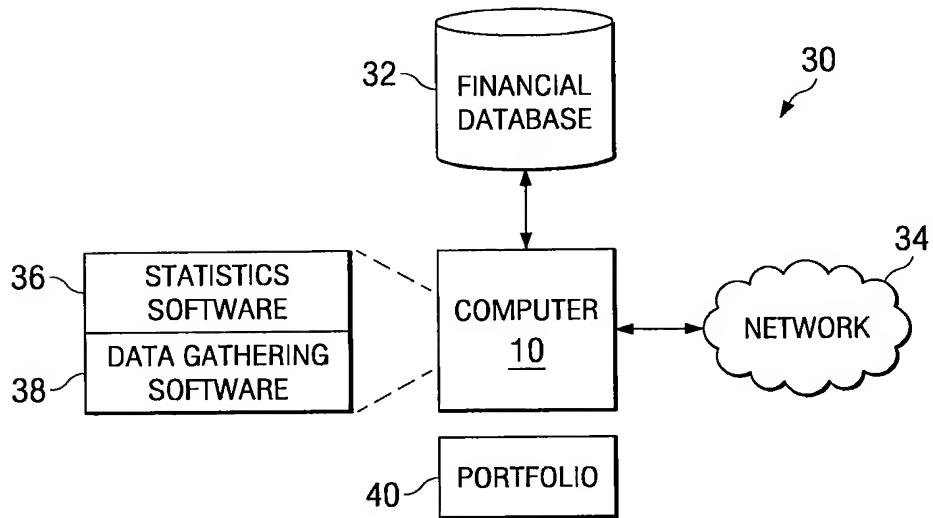 32
FINANCIAL
DATABASE
30
36
STATISTICS
SOFTWARE
38
DATA GATHERING
SOFTWARE
COMPUTER
10
34
NETWORK
40
PORTFOLIO